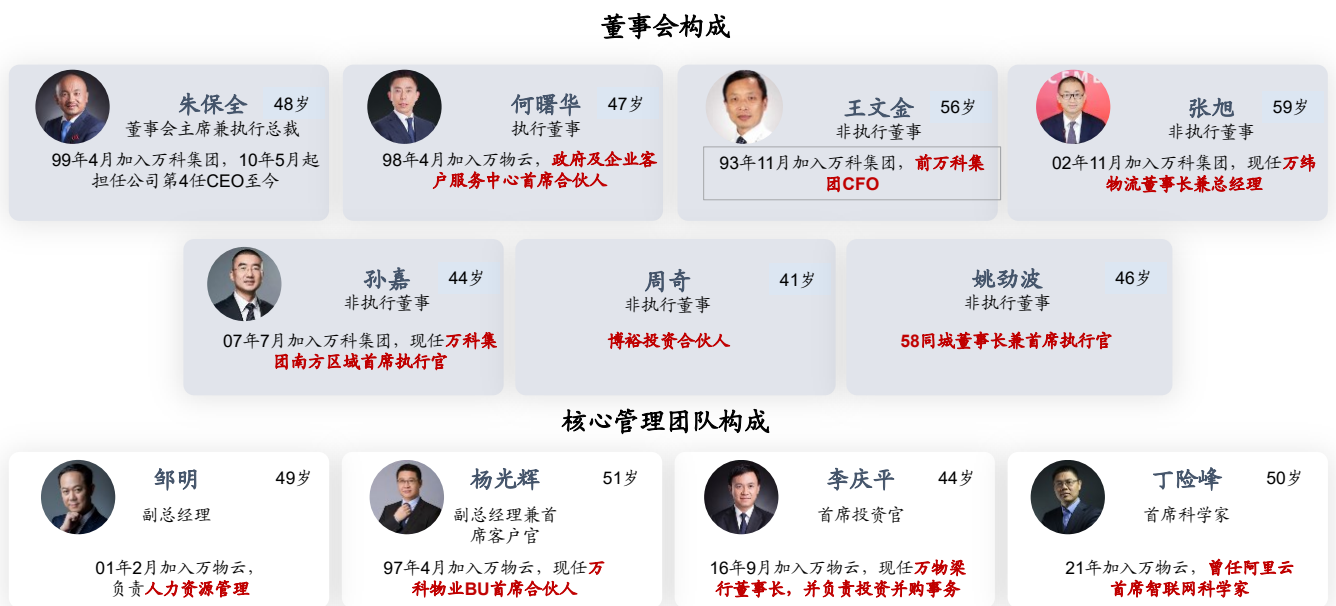 董事会构成
朱保全 48岁
董事会主席兼执行总裁
99年4月加入万科集团，10年5月起
担任公司第4任CEO至今
何曙华 47岁
执行董事
98年4月加入万物云，政府及企业客
户服务中心首席合伙人
王文金 56岁
非执行董事
93年11月加入万科集团，前万科集
团CFO
CEME
张旭 59岁
非执行董事
02年11月加入万科集团，现任万纬
物流董事长兼总经理
孙嘉 44岁
非执行董事
07年7月加入万科集团，现任万科集
团南方区域首席执行官
周奇 41岁
非执行董事
博裕投资合伙人
姚劲波 46岁
非执行董事
58同城董事长兼首席执行官
核心管理团队构成
邹明 49岁
副总经理
01年2月加入万物云，
负责人力资源管理
杨光辉 51岁
副总经理兼首
席客户官
97年4月加入万物云，现任万
科物业BU首席合伙人
李庆平 44岁
首席投资官
16年9月加入万物云，现任万物梁
行董事长，并负责投资并购事务
丁险峰 50岁
首席科学家
21年加入万物云，曾任阿里云
首席智联网科学家